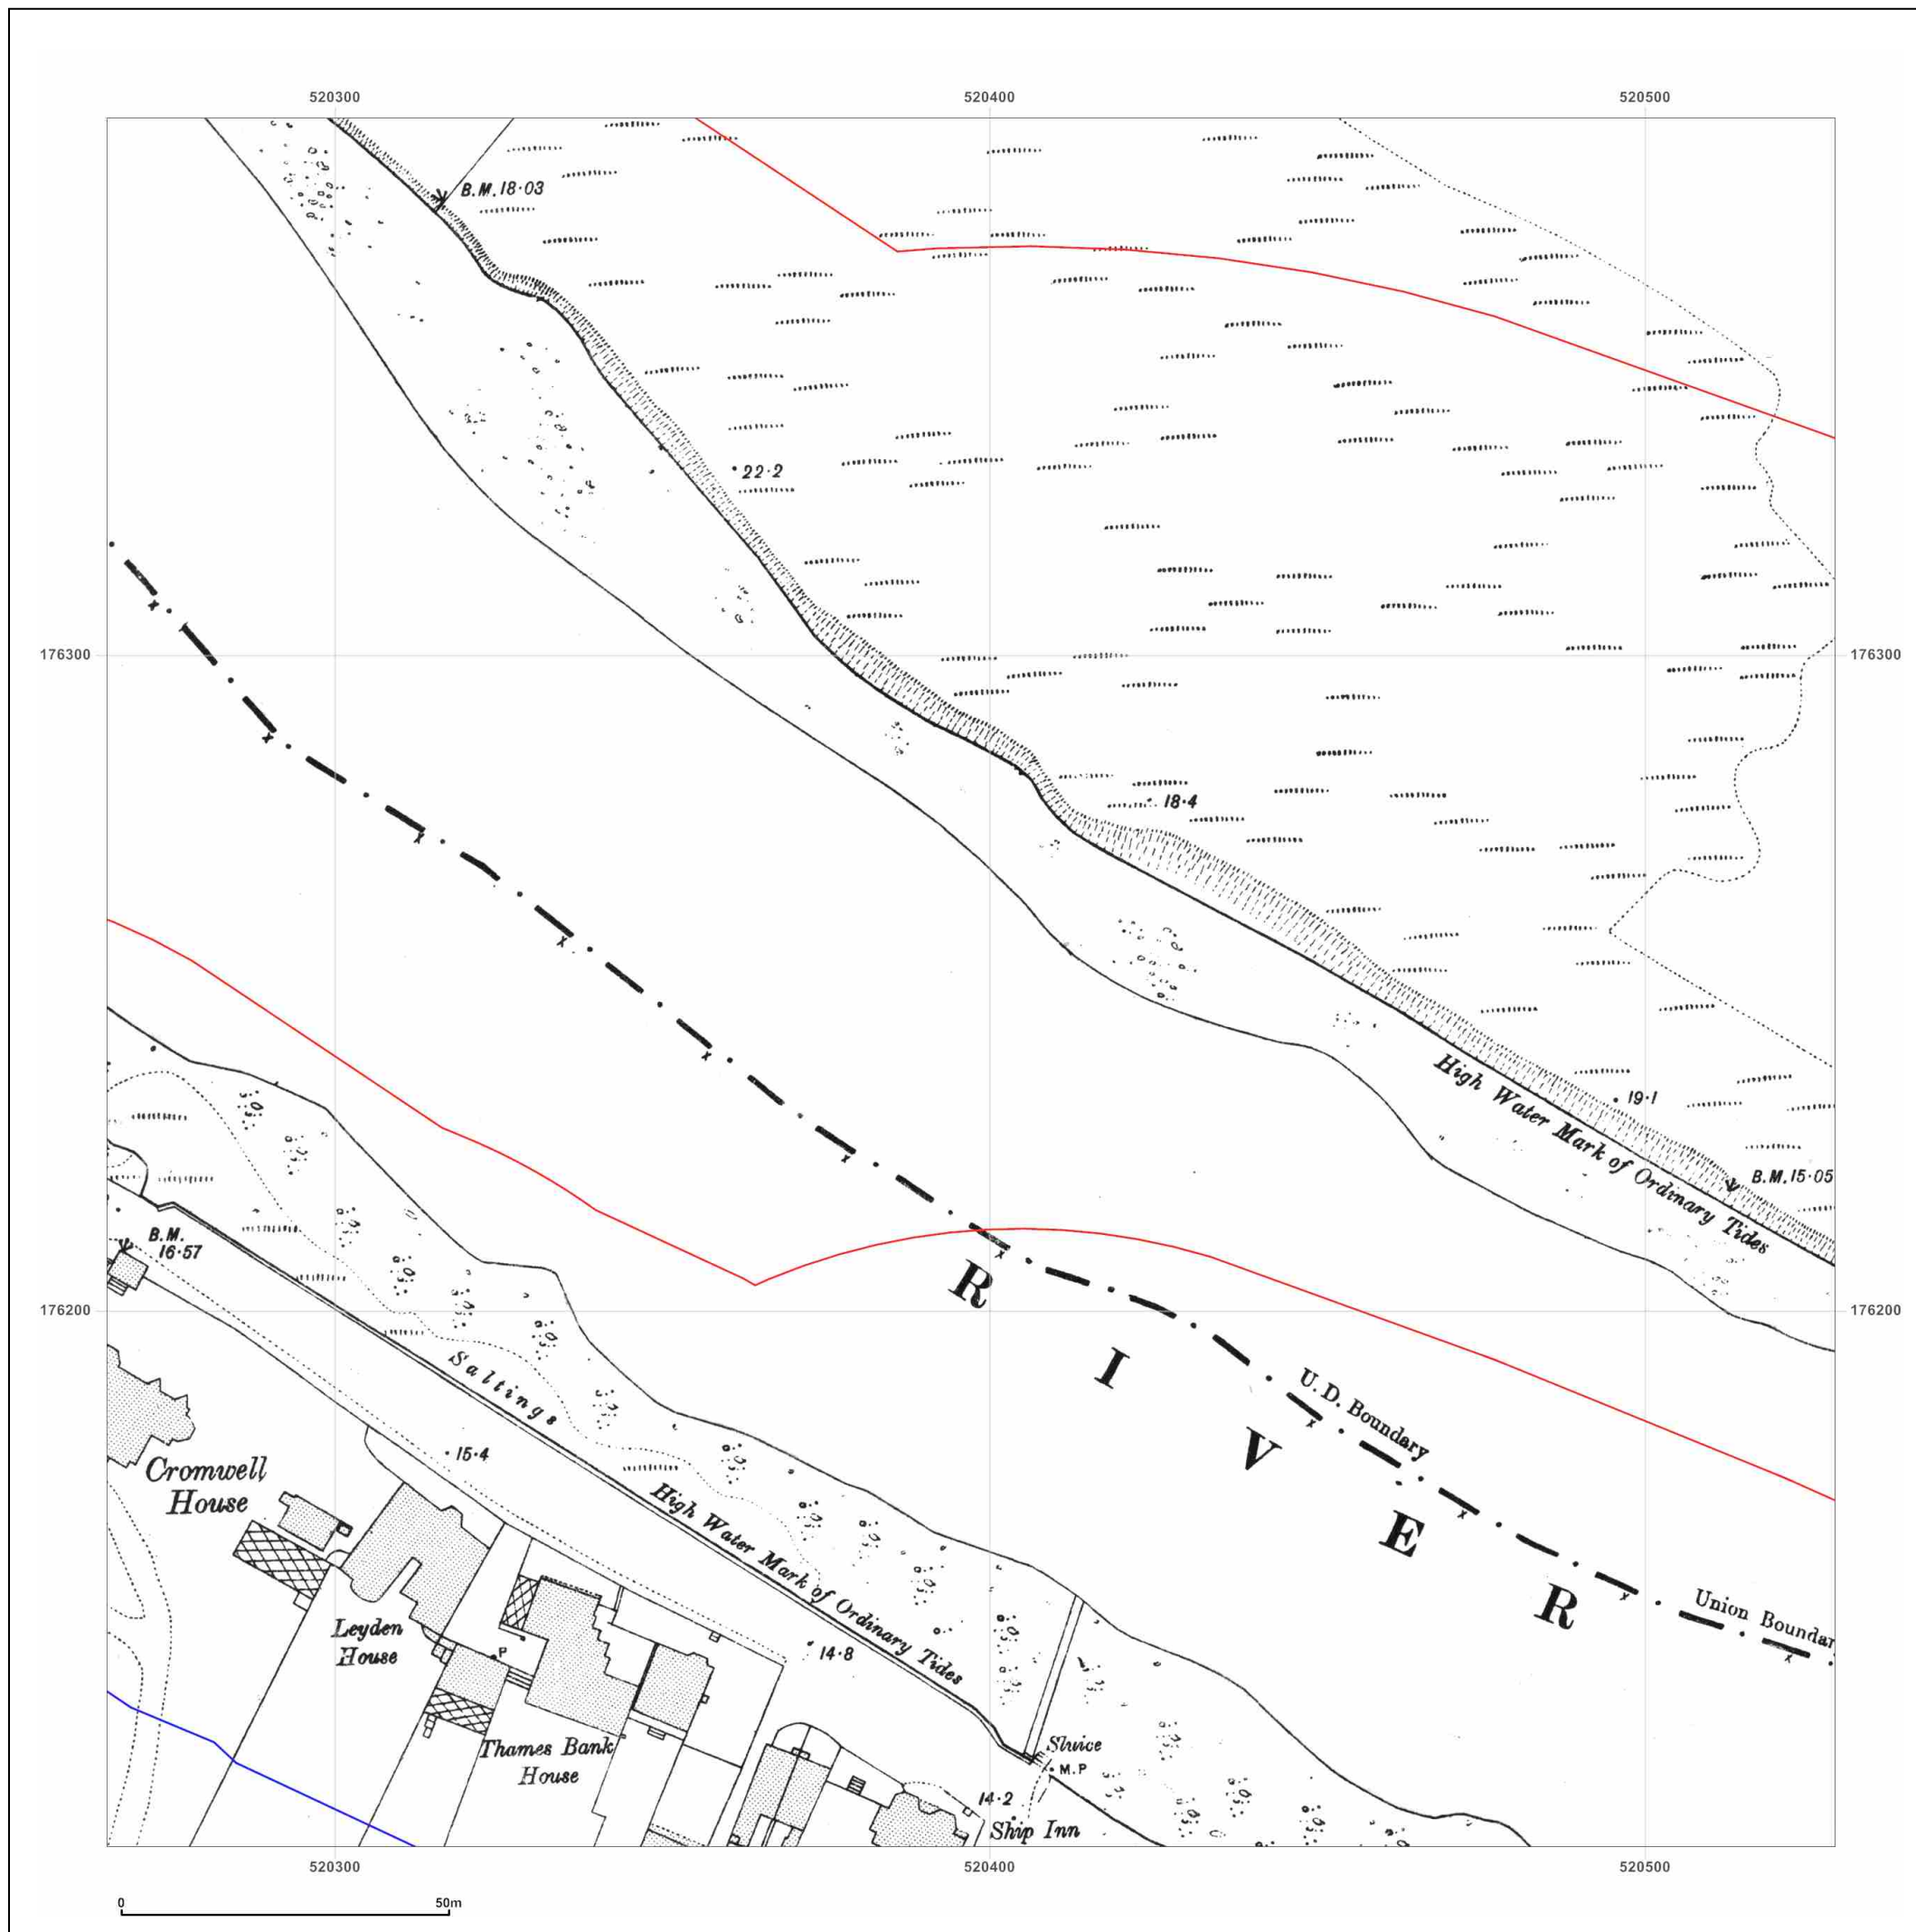 520300
520400
520500
B.M.18·03
22·2
176300
176300
18·4
High Water Mark of Ordinary Tides
19·1
B.M.15·05
B.M.
16·57
176200
R
176200
I
V
E
R
U.D. Boundary
Union Boundar
Saltings
15·4
Cromwell
House
High Water Mark of Ordinary Tides
Leyden
House
P
14·8
Thames Bank
House
Sluice
M.P
14·2
Ship Inn
520300
520400
520500
0
50m